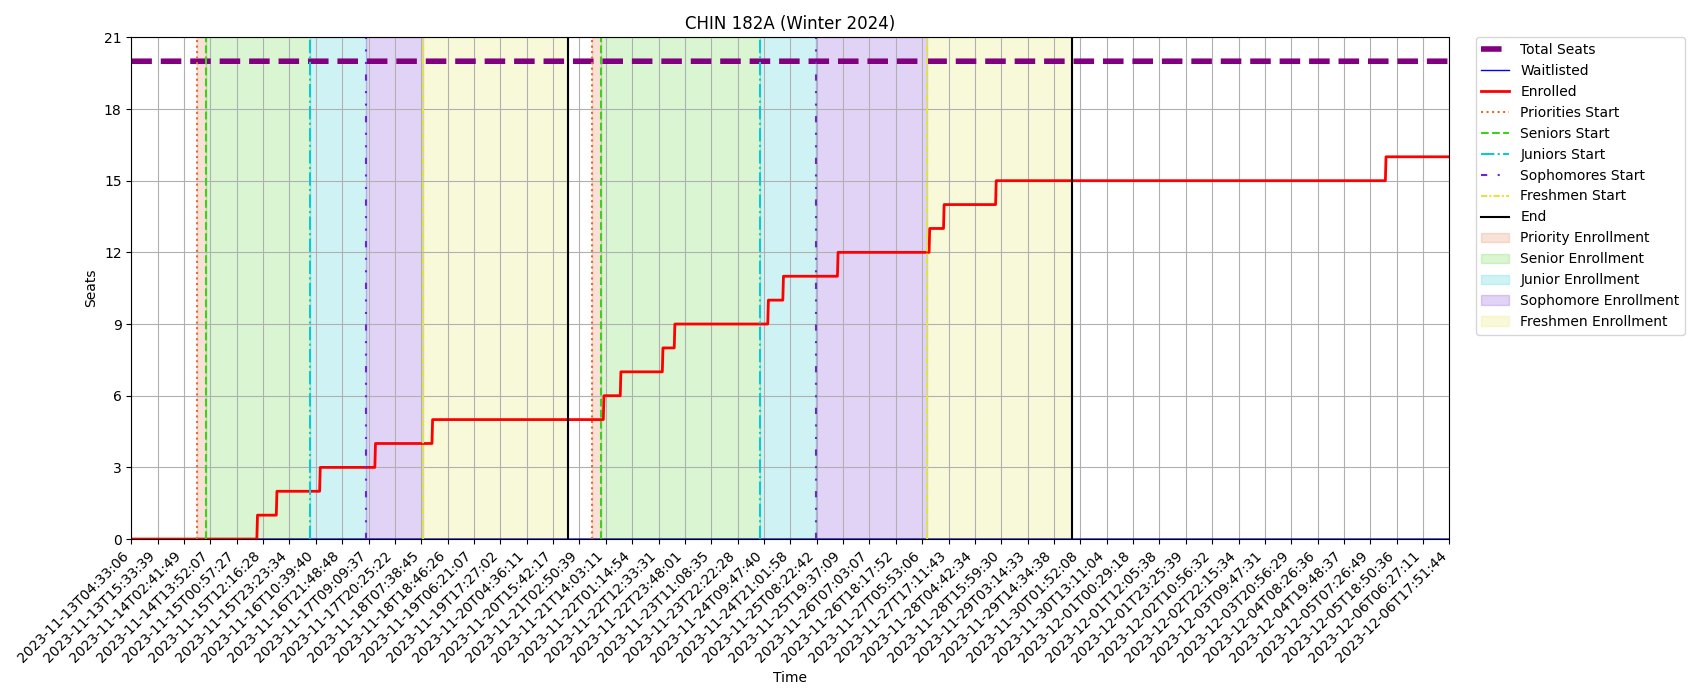 CHIN 182A (Winter 2024)
21
18
15
12
9
6
3
0
Seats
2023-11-13T04:33:06
2023-11-13T15:33:39
2023-11-14T02:41:49
2023-11-14T13:52:07
2023-11-15T00:57:27
2023-11-15T12:16:28
2023-11-15T23:23:34
2023-11-16T10:39:40
2023-11-16T21:48:48
2023-11-17T09:09:37
2023-11-17T20:25:22
2023-11-18T07:38:45
2023-11-18T18:46:26
2023-11-19T06:21:07
2023-11-19T17:27:02
2023-11-20T04:36:11
2023-11-20T15:42:17
2023-11-21T02:50:39
2023-11-21T14:03:11
2023-11-22T01:14:54
2023-11-22T12:33:31
2023-11-22T23:48:01
2023-11-23T11:08:35
2023-11-23T22:22:28
2023-11-24T09:47:40
2023-11-24T21:01:58
2023-11-25T08:22:42
2023-11-25T19:37:09
2023-11-26T07:03:07
2023-11-26T18:17:52
2023-11-27T05:53:06
2023-11-27T17:11:43
2023-11-28T04:42:34
2023-11-28T15:59:30
2023-11-29T03:14:33
2023-11-29T14:34:38
2023-11-30T01:52:08
2023-11-30T13:11:04
2023-12-01T00:29:18
2023-12-01T12:05:38
2023-12-01T23:25:39
2023-12-02T10:56:32
2023-12-02T22:15:34
2023-12-03T09:47:31
2023-12-03T20:56:29
2023-12-04T08:26:36
2023-12-04T19:48:37
2023-12-05T07:26:49
2023-12-05T18:50:36
2023-12-06T06:27:11
2023-12-06T17:51:44
Time
Total Seats
Waitlisted
Enrolled
Priorities Start
Seniors Start
Juniors Start
Sophomores Start
Freshmen Start
End
Priority Enrollment
Senior Enrollment
Junior Enrollment
Sophomore Enrollment
Freshmen Enrollment